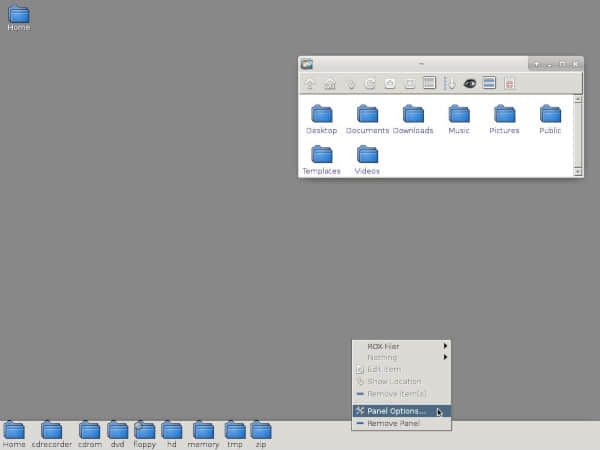 Home
~
Desktop Documents Downloads Music Pictures Public
Templates Videos
ROX-Filer
Nothing
Edit Item
Show Location
Remove Item(s)
Panel Options...
Remove Panel
Home cdrecorder cdrom dvd floppy hd memory tmp zip